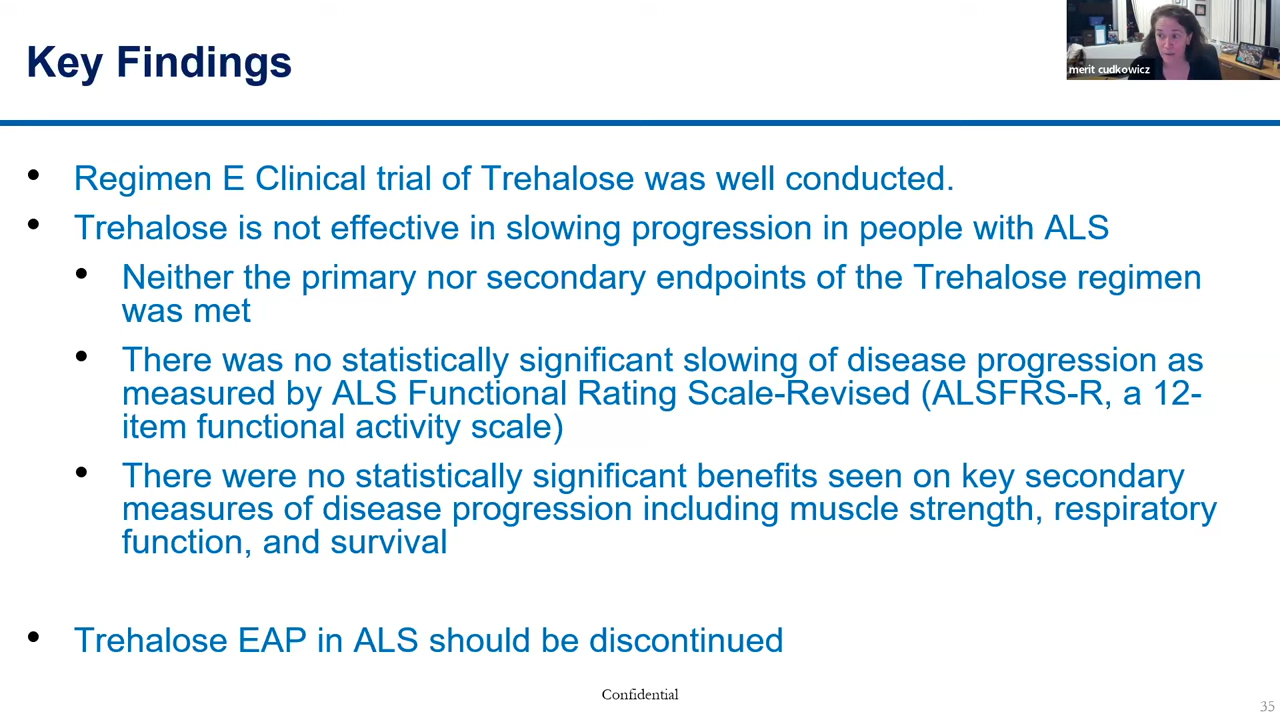 Key Findings
merit cudkowicz
• Regimen E Clinical trial of Trehalose was well conducted.
• Trehalose is not effective in slowing progression in people with ALS
• Neither the primary nor secondary endpoints of the Trehalose regimen
was met
• There was no statistically significant slowing of disease progression as
measured by ALS Functional Rating Scale-Revised (ALSFRS-R, a 12-
item functional activity scale)
• There were no statistically significant benefits seen on key secondary
measures of disease progression including muscle strength, respiratory
function, and survival
• Trehalose EAP in ALS should be discontinued
Confidential
35